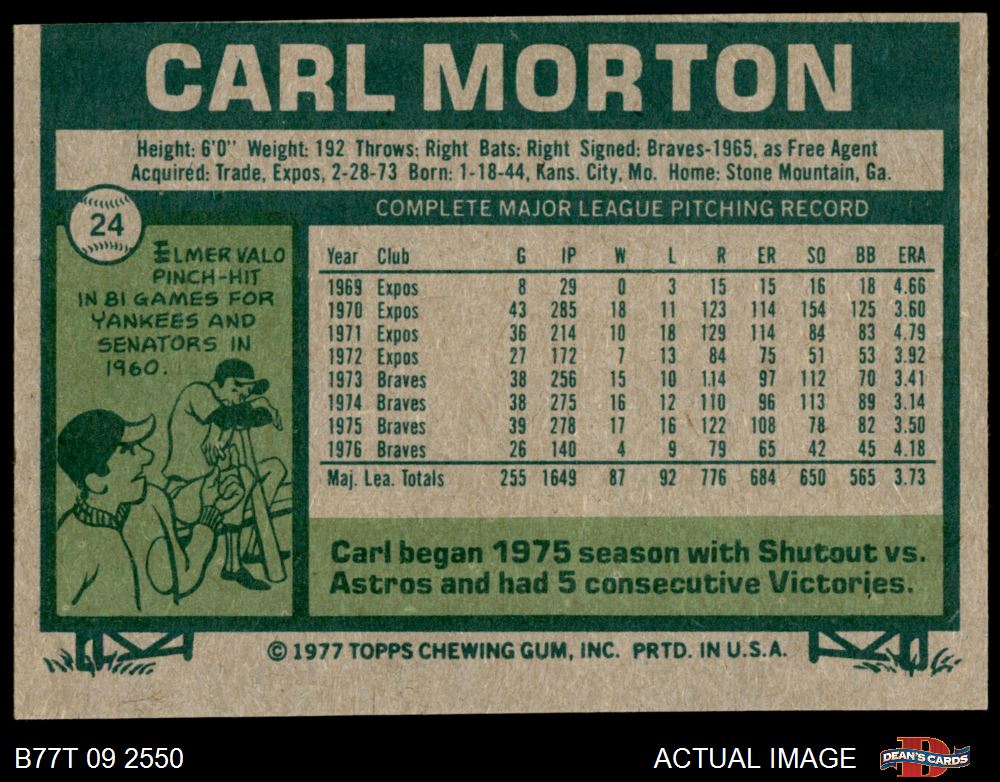 CARL MORTON
Height: 6'0" Weight: 192 Throws: Right Bats: Right Signed: Braves-1965, as Free Agent
Acquired: Trade, Expos, 2-28-73 Born: 1-18-44, Kans. City, Mo. Home: Stone Mountain, Ga.
24
ELMER VALO
PINCH-HIT
IN 81 GAMES FOR
YANKEES AND
SENATORS IN
1960.
COMPLETE MAJOR LEAGUE PITCHING RECORD
Year Club G IP W L R ER SO BB ERA
1969 Expos 8 29 0 3 15 15 16 18 4.66
1970 Expos 43 285 18 11 123 114 154 125 3.60
1971 Expos 36 214 10 18 129 114 84 83 4.79
1972 Expos 27 172 7 13 84 75 51 53 3.92
1973 Braves 38 256 15 10 114 97 112 70 3.41
1974 Braves 38 275 16 12 110 96 113 89 3.14
1975 Braves 39 278 17 16 122 108 78 82 3.50
1976 Braves 26 140 4 9 79 65 42 45 4.18
Maj. Lea. Totals 255 1649 87 92 776 684 650 565 3.73
Carl began 1975 season with Shutout vs.
Astros and had 5 consecutive Victories.
© 1977 TOPPS CHEWING GUM, INC. PRTD. IN U.S.A.
B77T 09 2550 ACTUAL IMAGE DEAN'S CARDS